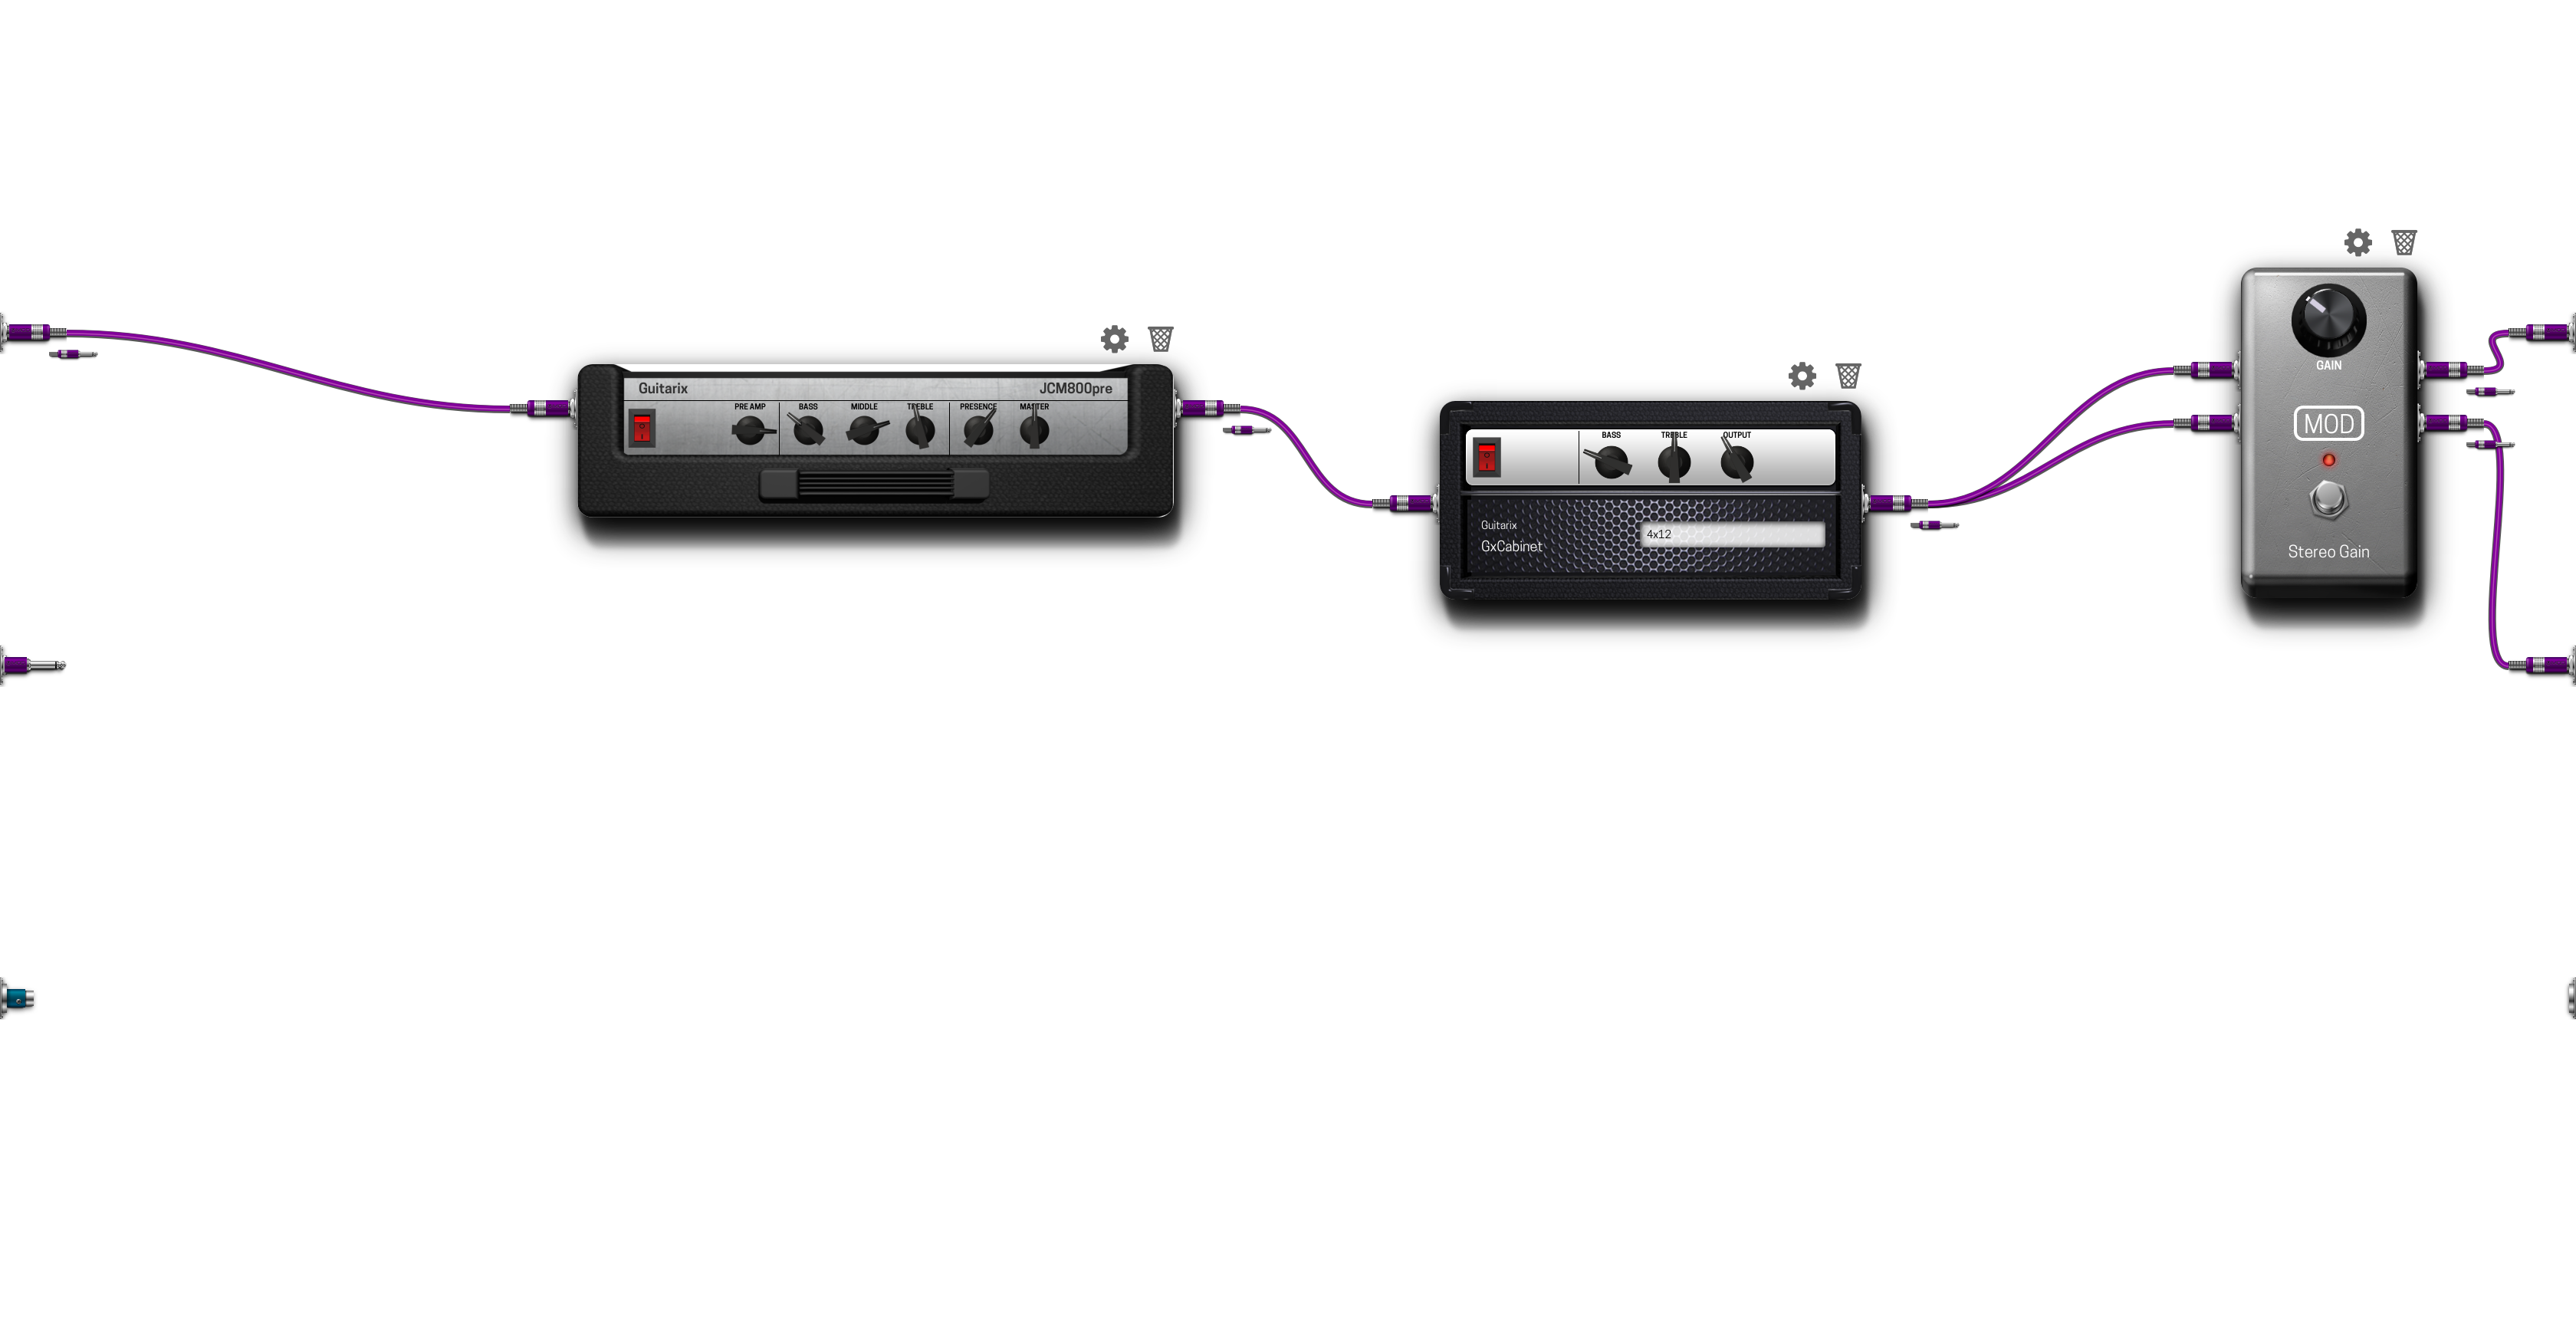 Guitarix JCM800pre
PRE AMP BASS MIDDLE TREBLE PRESENCE MASTER
BASS TREBLE OUTPUT
Guitarix
GxCabinet
4x12
GAIN
MOD
Stereo Gain